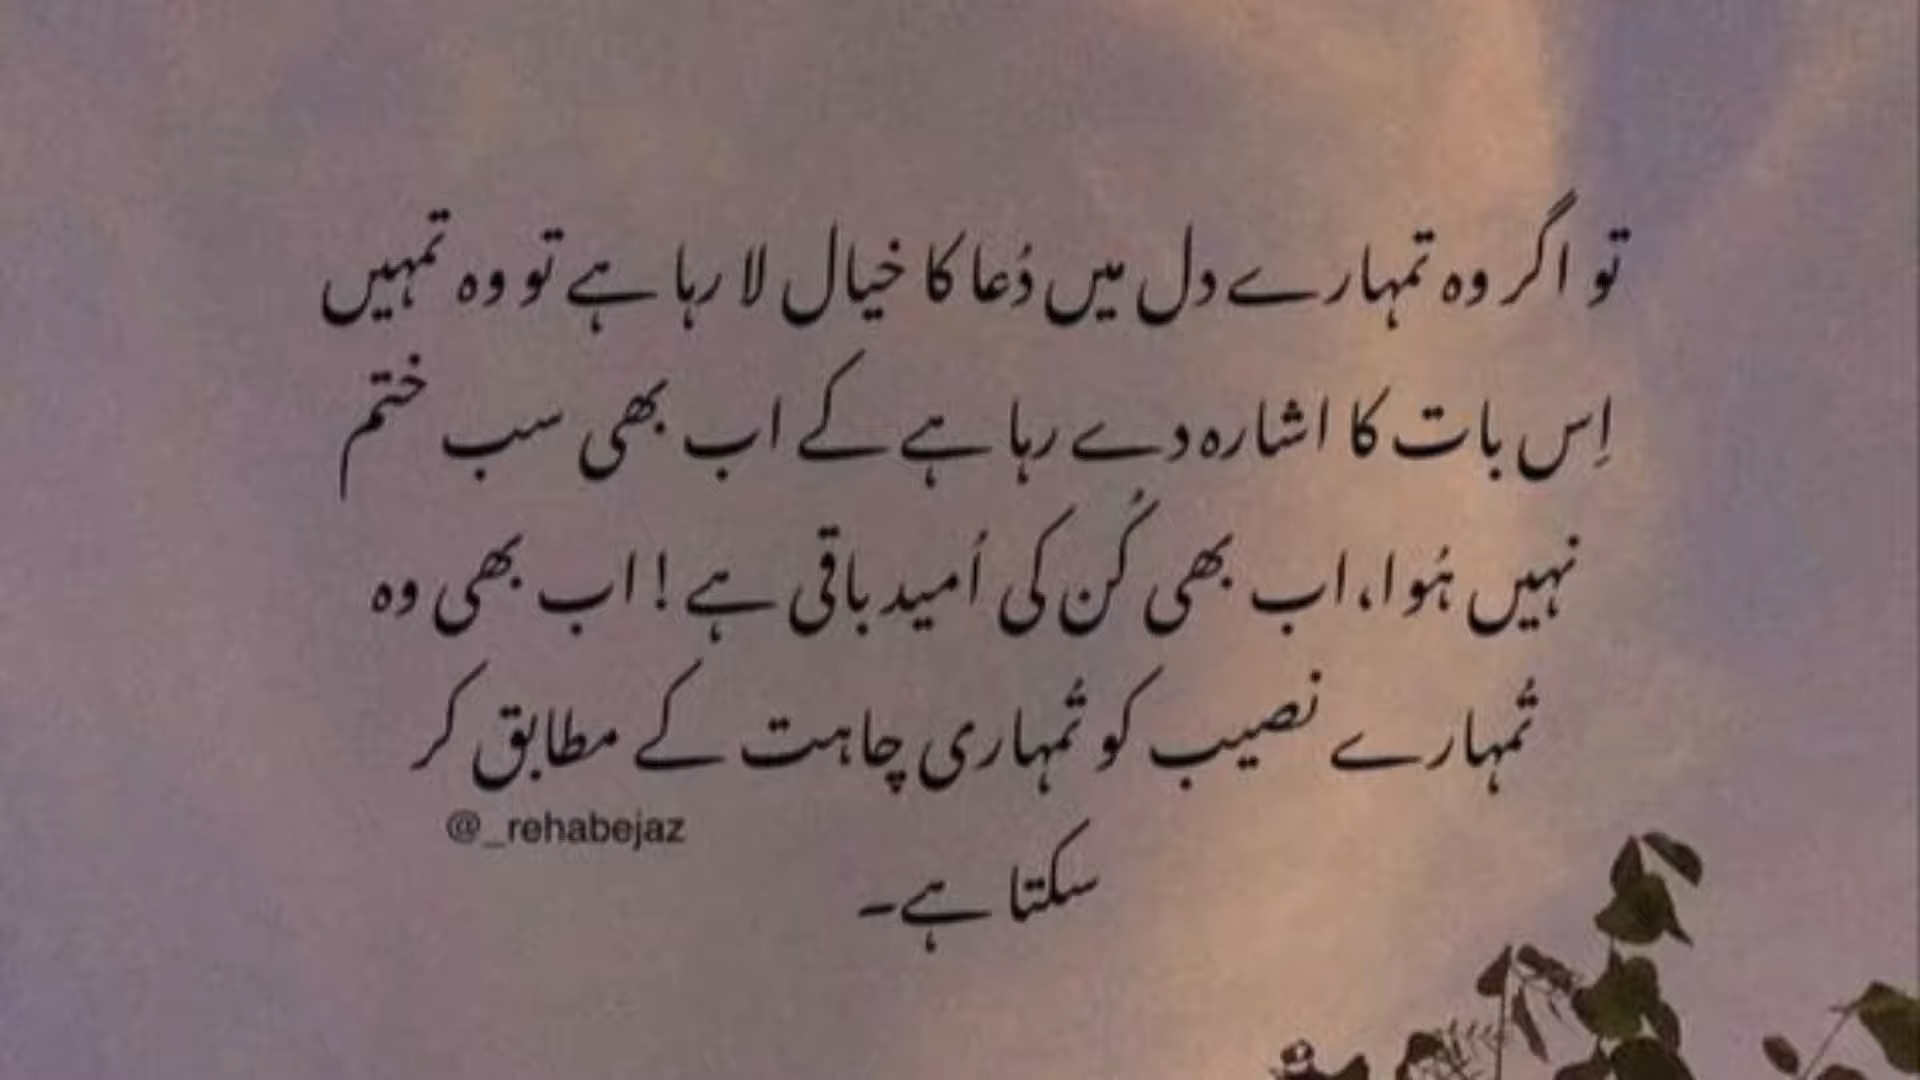 تو اگر وہ تمہارے دل میں دُعا کا خیال لا رہا ہے تو وہ تمہیں
اِس بات کا اشارہ دے رہا ہے کے اب بھی سب ختم
نہیں ہُوا، اب بھی کُن کی اُمید باقی ہے ! اب بھی وہ
تُمہارے نصیب کو تُمہاری چاہت کے مطابق کر
@_rehabejaz
سکتا ہے۔